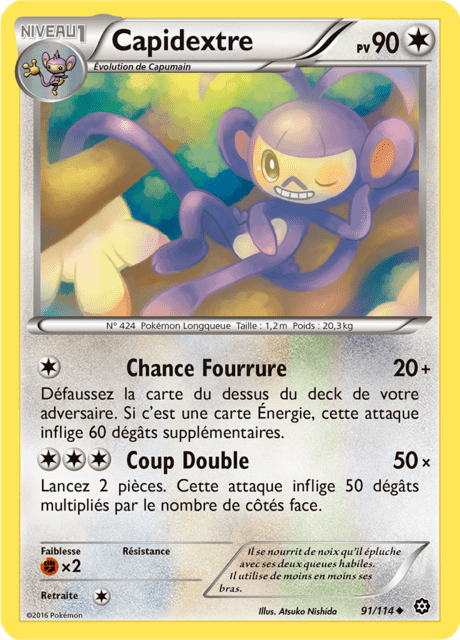 NIVEAU 1
Capidextre
PV 90
Évolution de Capumain
N° 424 Pokémon Longqueue Taille : 1,2 m Poids : 20,3 kg
Chance Fourrure 20+
Défaussez la carte du dessus du deck de votre
adversaire. Si c'est une carte Énergie, cette attaque
inflige 60 dégâts supplémentaires.
Coup Double 50×
Lancez 2 pièces. Cette attaque inflige 50 dégâts
multipliés par le nombre de côtés face.
Faiblesse Résistance
×2
Retraite
Il se nourrit de noix qu'il épluche
avec ses deux queues habiles.
Il utilise de moins en moins ses
bras.
©2016 Pokémon
Illus. Atsuko Nishida 91/114